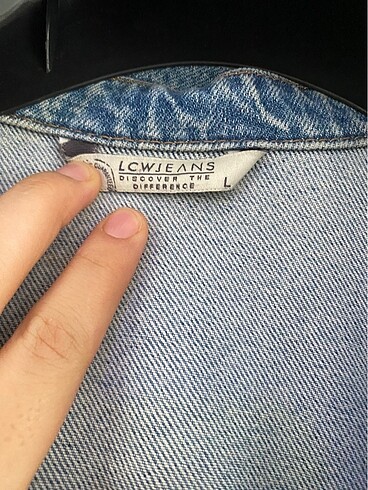 LCWJEANS
DISCOVER THE
DIFFERENCE
L